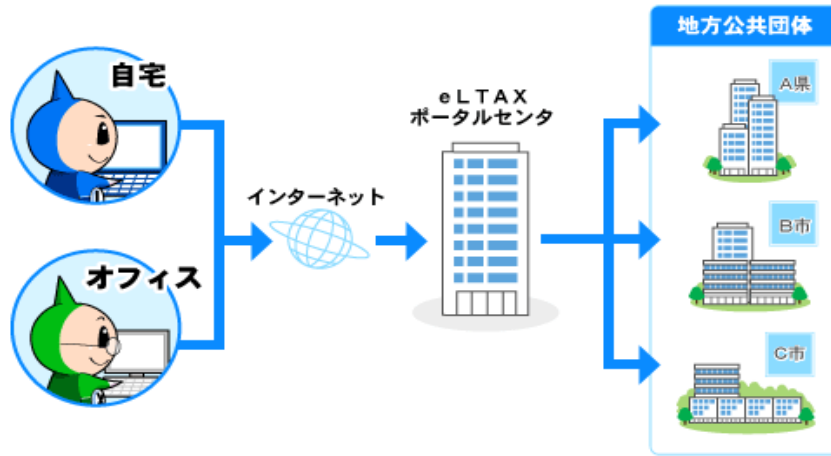 地方公共団体
自宅
A県
eLTAX
ポータルセンタ
インターネット
B市
オフィス
C市